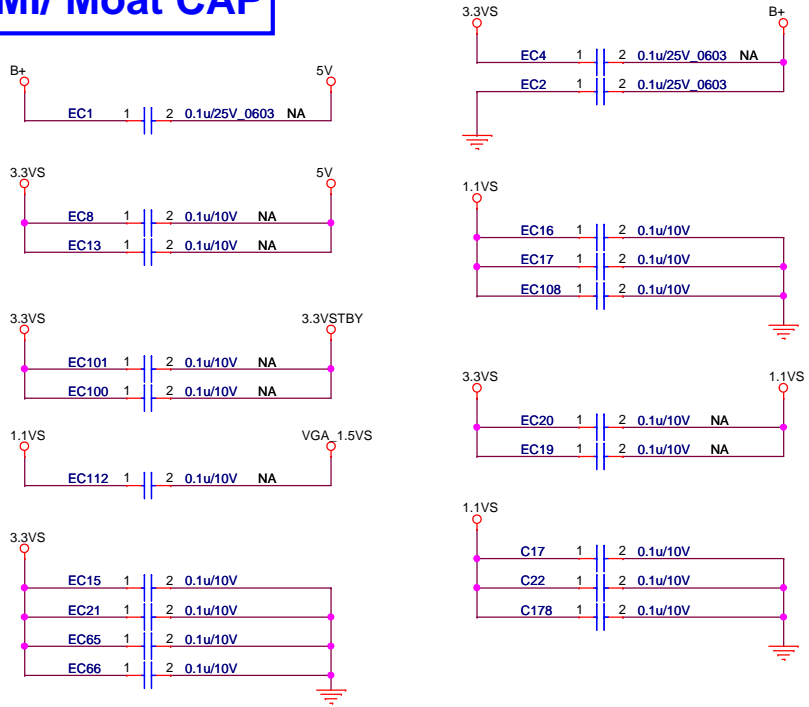 MI/ Moat CAP
B+ 5V
EC1 1 2 0.1u/25V_0603 NA
3.3VS 5V
EC8 1 2 0.1u/10V NA
EC13 1 2 0.1u/10V NA
3.3VS 3.3VSTBY
EC101 1 2 0.1u/10V NA
EC100 1 2 0.1u/10V NA
1.1VS VGA_1.5VS
EC112 1 2 0.1u/10V NA
3.3VS
EC15 1 2 0.1u/10V
EC21 1 2 0.1u/10V
EC65 1 2 0.1u/10V
EC66 1 2 0.1u/10V
3.3VS B+
EC4 1 2 0.1u/25V_0603 NA
EC2 1 2 0.1u/25V_0603
1.1VS
EC16 1 2 0.1u/10V
EC17 1 2 0.1u/10V
EC108 1 2 0.1u/10V
3.3VS 1.1VS
EC20 1 2 0.1u/10V NA
EC19 1 2 0.1u/10V NA
1.1VS
C17 1 2 0.1u/10V
C22 1 2 0.1u/10V
C178 1 2 0.1u/10V